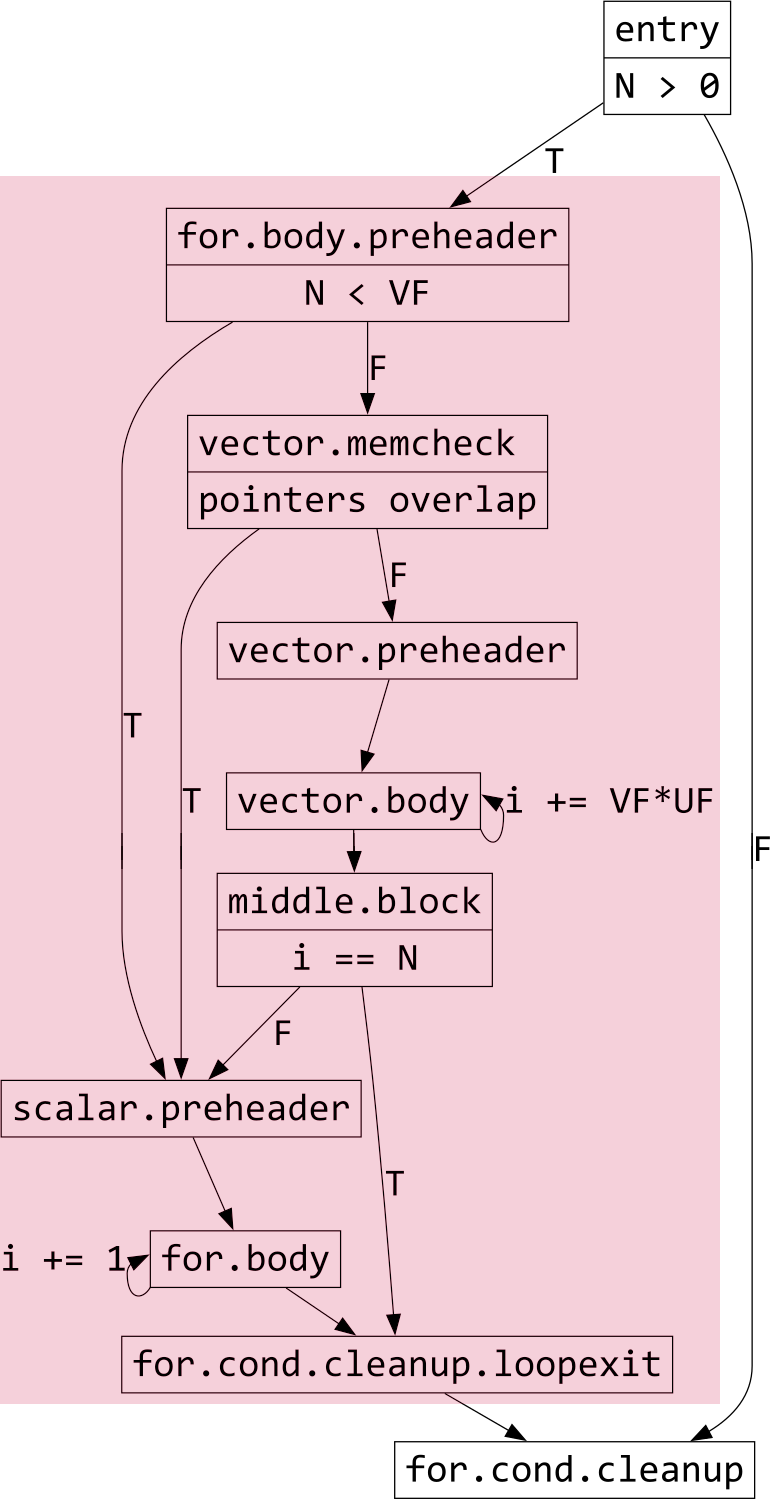 entry
N > 0
T
for.body.preheader
N < VF
F
vector.memcheck
pointers overlap
F
vector.preheader
T
T
vector.body
i += VF*UF
F
middle.block
i == N
F
scalar.preheader
T
i += 1
for.body
for.cond.cleanup.loopexit
for.cond.cleanup